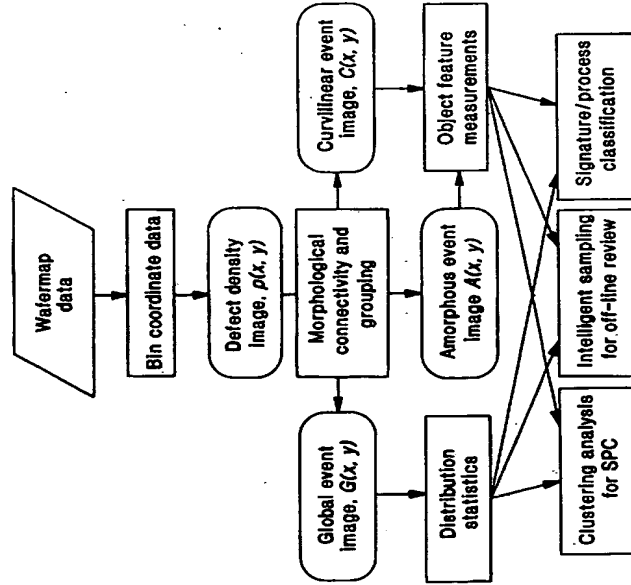 Wafermap
data
Bin coordinate data
Defect density
image, ρ(x, y)
Morphological
connectivity and
grouping
Global event
image, G(x, y)
Curvilinear event
image, C(x, y)
Amorphous event
image A(x, y)
Distribution
statistics
Object feature
measurements
Clustering analysis
for SPC
Intelligent sampling
for off-line review
Signature/process
classification